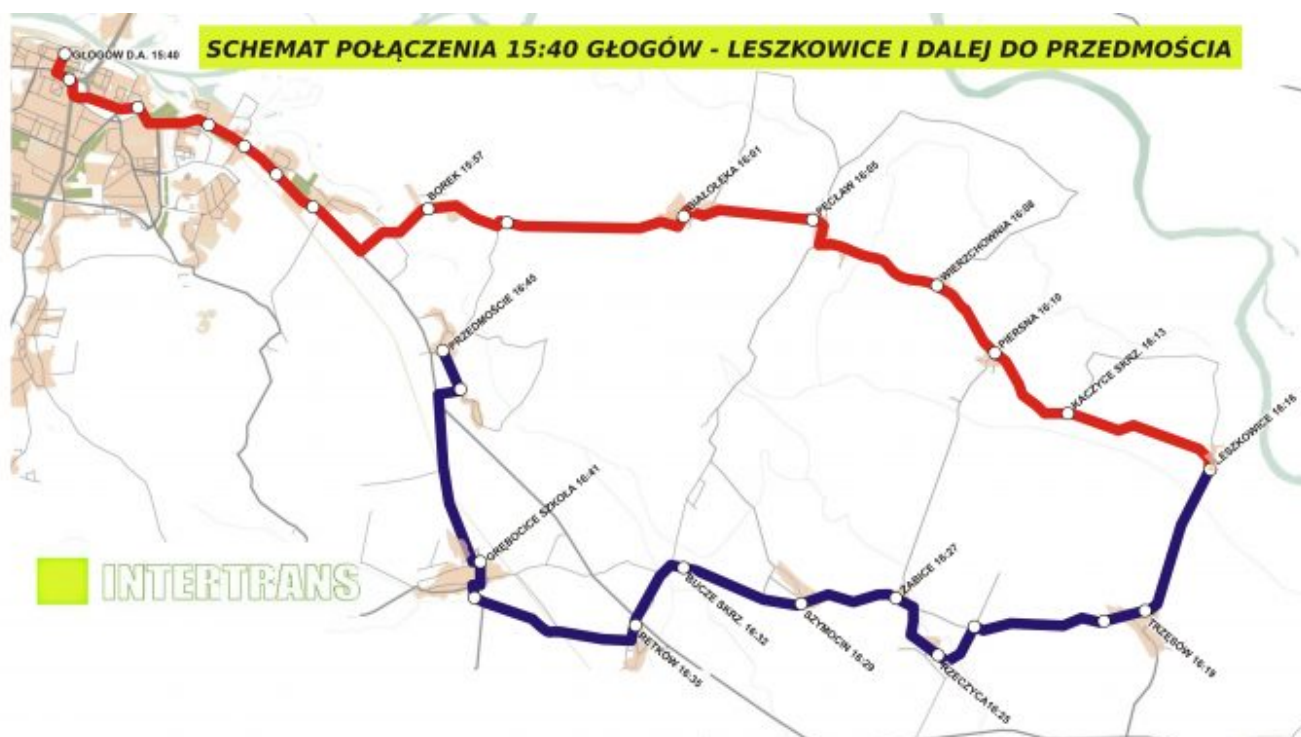 SCHEMAT POŁĄCZENIA 15:40 GŁOGÓW - LESZKOWICE I DALEJ DO PRZEDMOŚCIA
GŁOGÓW D.A. 15:40
BOREK 15:57
BIAŁOŁĘKA 16:01
PĘCŁAW 16:05
WIERZCHOWNIA 16:08
PIERSNA 16:10
KACZYCE SKRZ. 16:13
LESZKOWICE 16:16
TRZEBÓW 16:19
RZECZYCA16:25
ŻABICE 16:27
SZYMOCIN 16:29
BUCZE SKRZ. 16:32
RETKÓW 16:35
GRĘBOCICE SZKOŁA 16:41
PRZEDMOŚCIE 16:45
INTERTRANS